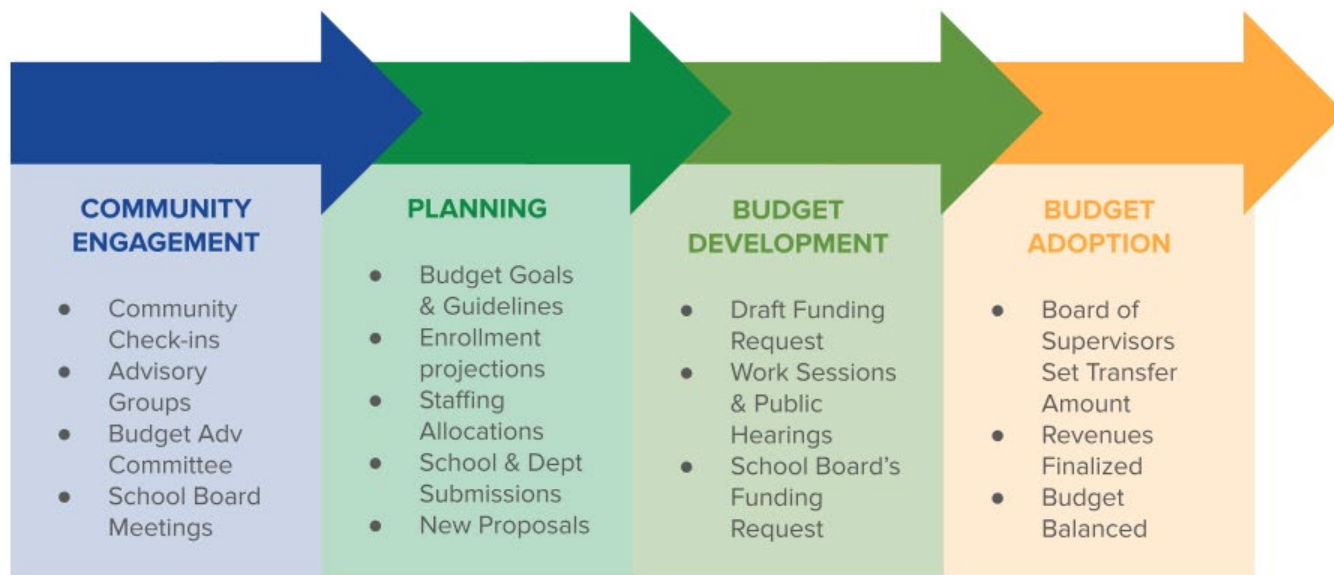 COMMUNITY
ENGAGEMENT
● Community
Check-ins
● Advisory
Groups
● Budget Adv
Committee
● School Board
Meetings
PLANNING
● Budget Goals
& Guidelines
● Enrollment
projections
● Staffing
Allocations
● School & Dept
Submissions
● New Proposals
BUDGET
DEVELOPMENT
● Draft Funding
Request
● Work Sessions
& Public
Hearings
● School Board’s
Funding
Request
BUDGET
ADOPTION
● Board of
Supervisors
Set Transfer
Amount
● Revenues
Finalized
● Budget
Balanced